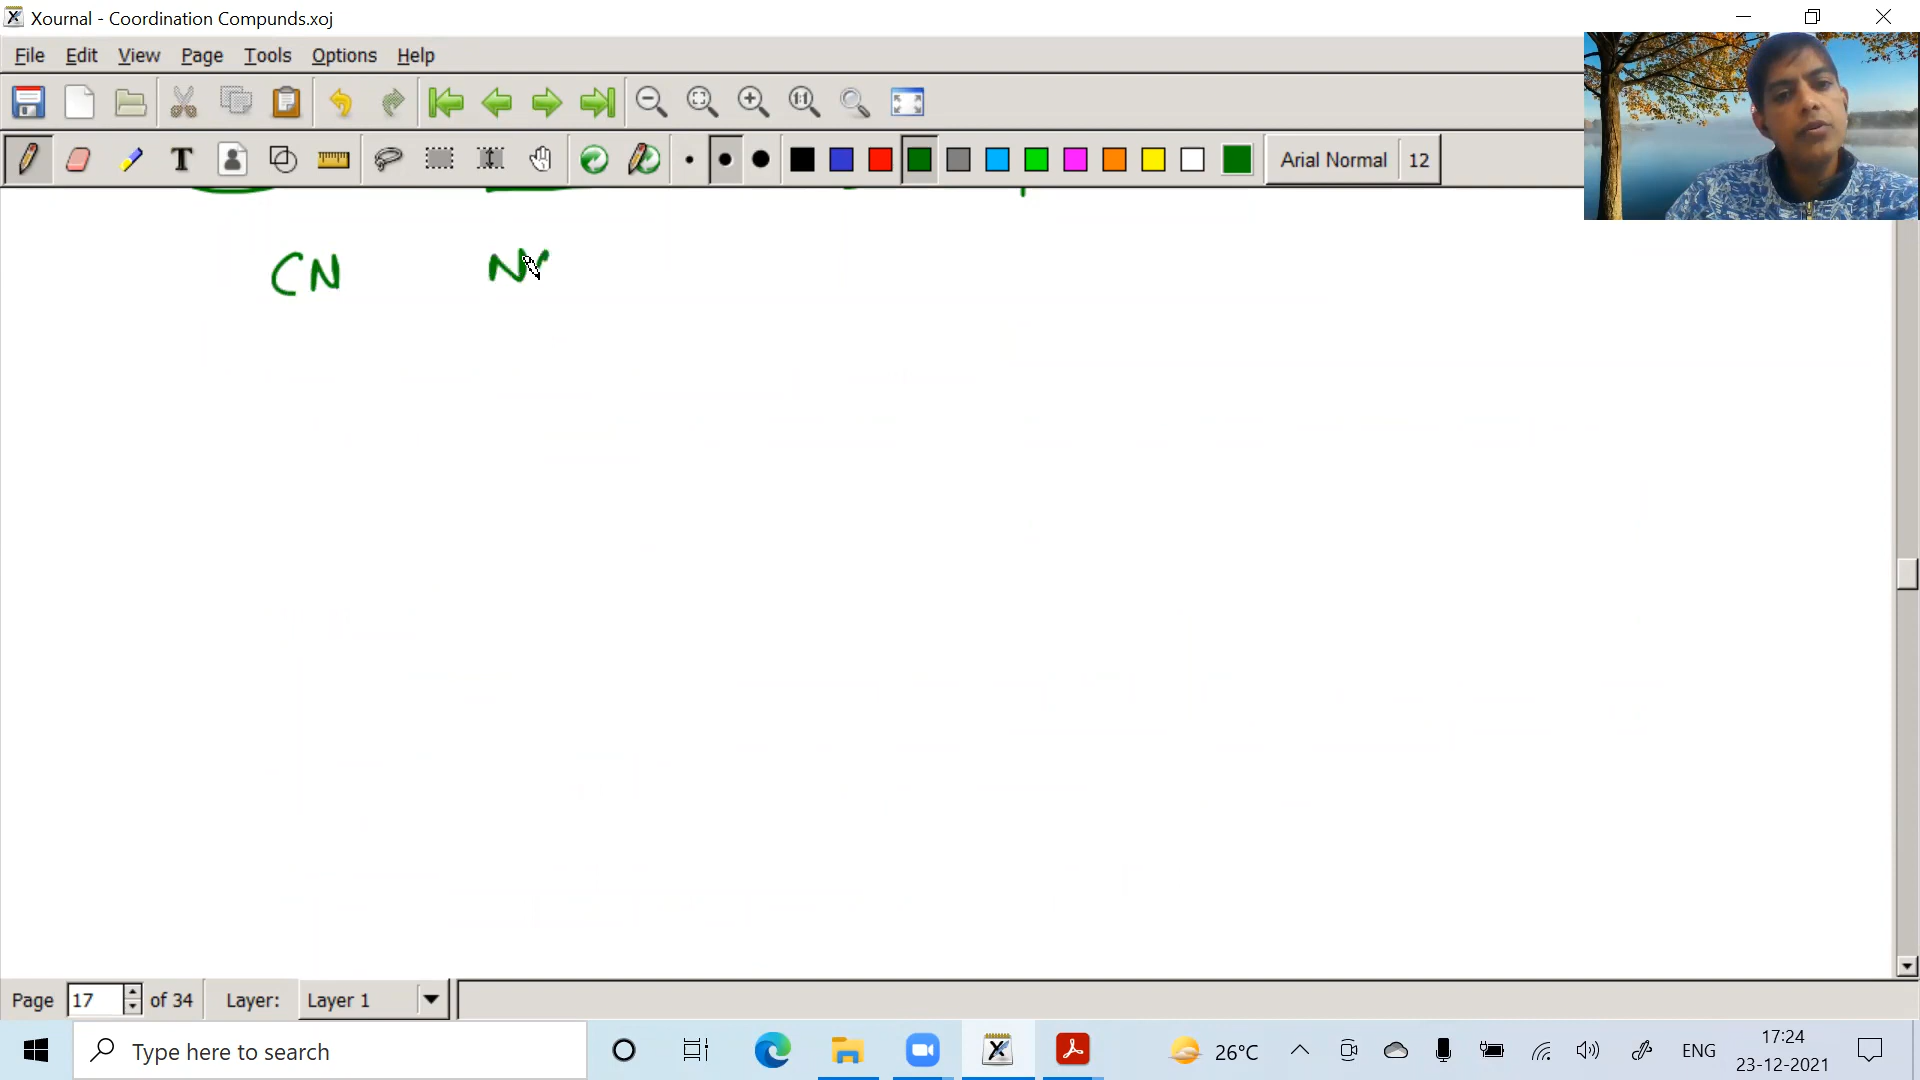 Xournal - Coordination Compunds.xoj
File Edit View Page Tools Options Help
Arial Normal 12
CN
Page 17 of 34 Layer: Layer 1
Type here to search
26°C
ENG
17:24
23-12-2021